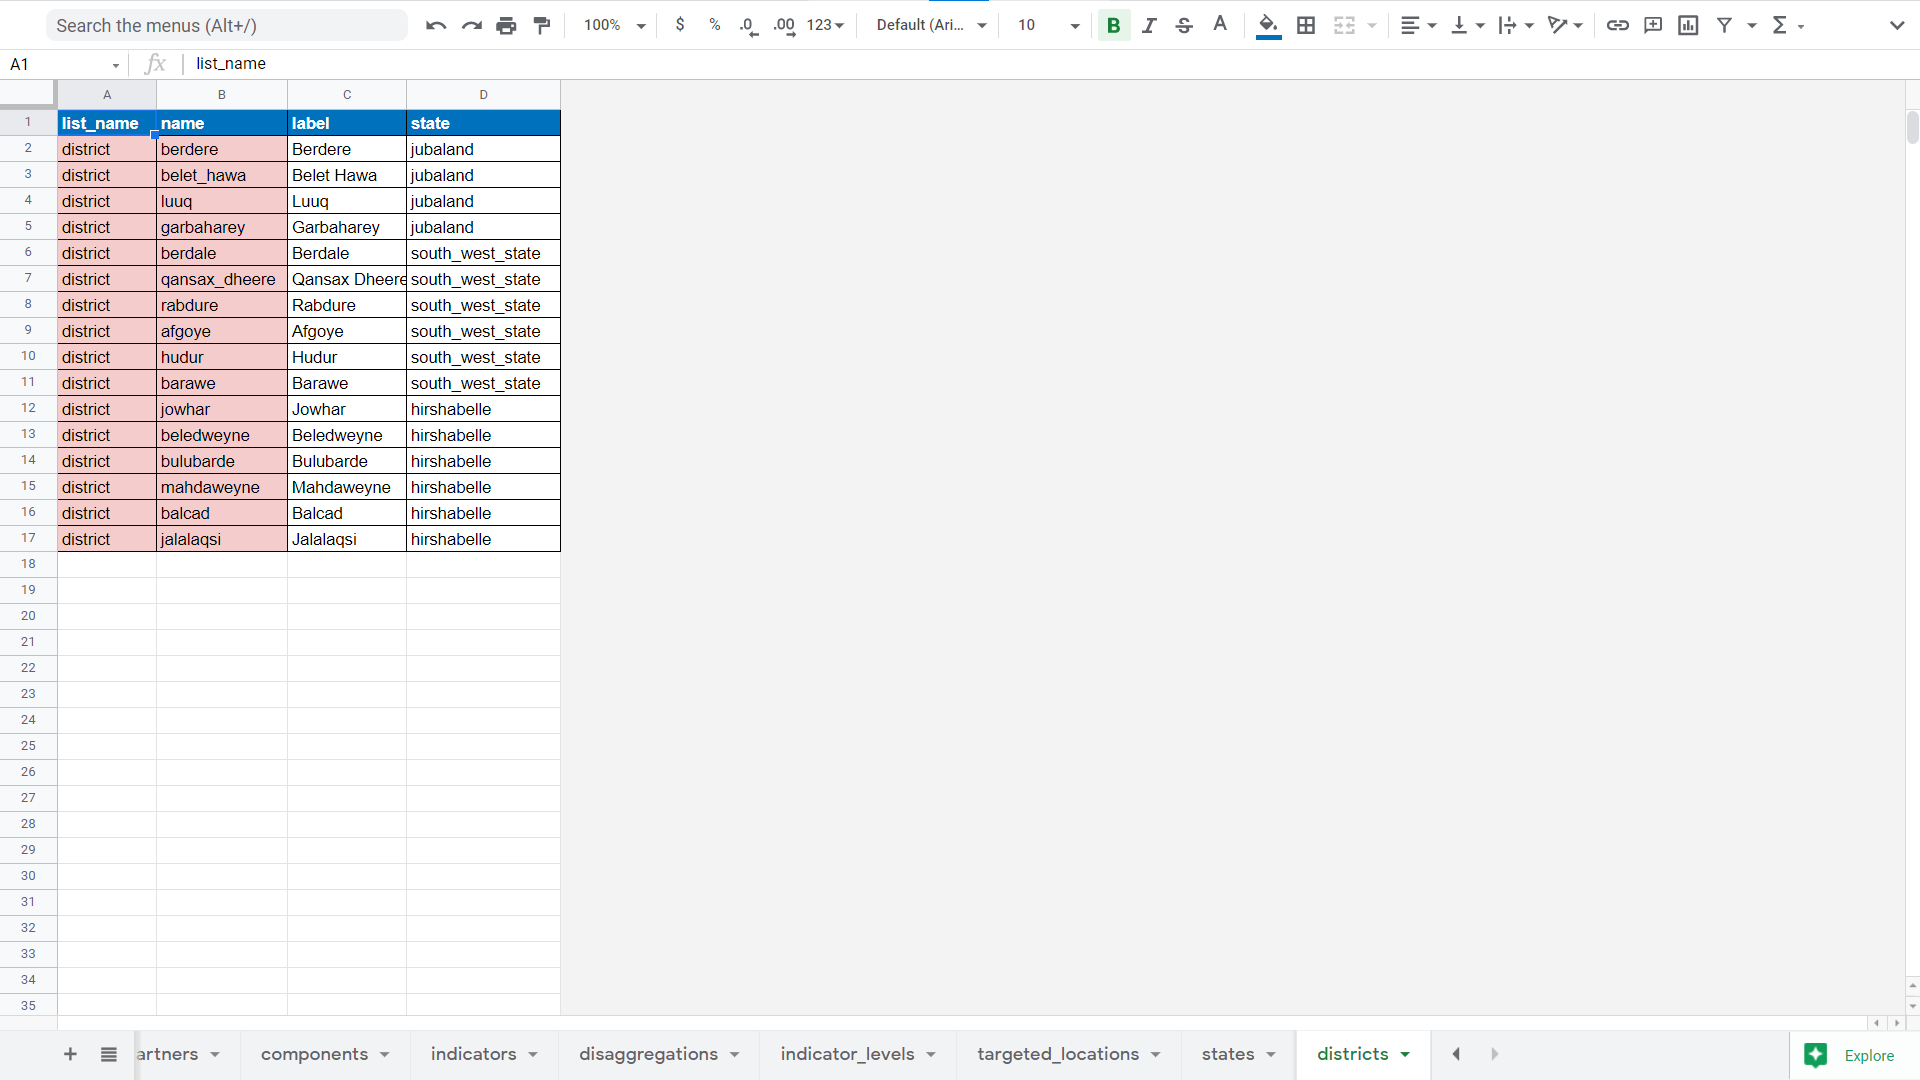 Search the menus (Alt+/) 100% $ % .0 .00 123 Default (Ari... 10 B I S A
A1 fx list_name
A B C D
1 list_name name label state
2 district berdere Berdere jubaland
3 district belet_hawa Belet Hawa jubaland
4 district luuq Luuq jubaland
5 district garbaharey Garbaharey jubaland
6 district berdale Berdale south_west_state
7 district qansax_dheere Qansax Dheere south_west_state
8 district rabdure Rabdure south_west_state
9 district afgoye Afgoye south_west_state
10 district hudur Hudur south_west_state
11 district barawe Barawe south_west_state
12 district jowhar Jowhar hirshabelle
13 district beledweyne Beledweyne hirshabelle
14 district bulubarde Bulubarde hirshabelle
15 district mahdaweyne Mahdaweyne hirshabelle
16 district balcad Balcad hirshabelle
17 district jalalaqsi Jalalaqsi hirshabelle
18
19
20
21
22
23
24
25
26
27
28
29
30
31
32
33
34
35
artners components indicators disaggregations indicator_levels targeted_locations states districts Explore